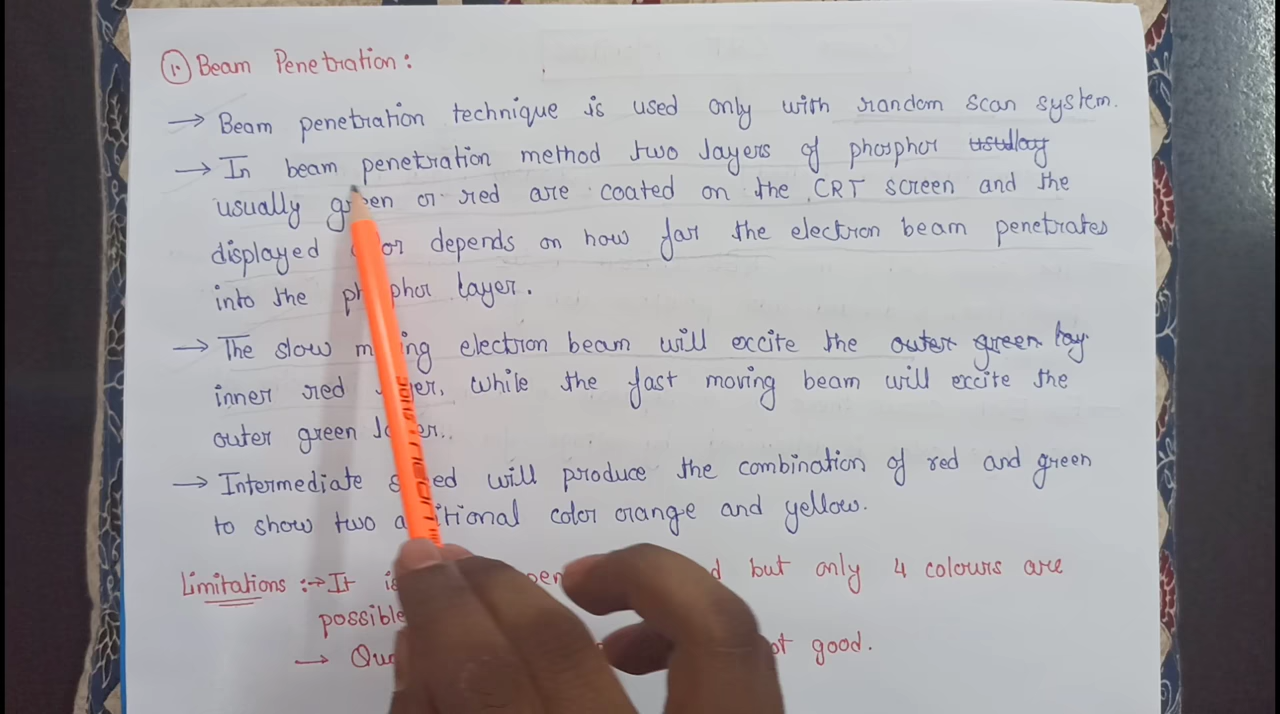 1. Beam Penetration :
→ Beam penetration technique is used only with random scan system.
→ In beam penetration method two layers of phosphor usullay
usually green or red are coated on the CRT screen and the
displayed depends on how far the electron beam penetrates
into the layer.
→ The slow electron beam will excite the outer green lay
inner red while the fast moving beam will excite the
outer green
→ Intermediate will produce the combination of red and green
to show two color orange and yellow.
Limitations :→ It but only 4 colours are
possible
→ good.